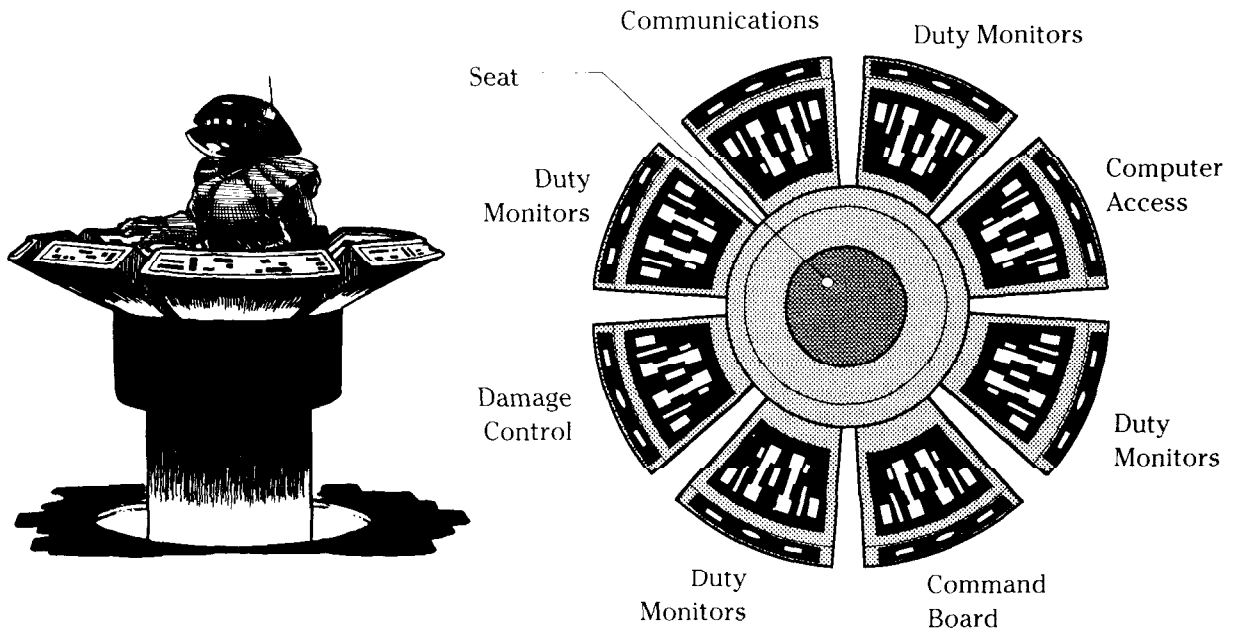 Communications
Duty Monitors
Seat
Computer
Access
Duty
Monitors
Damage
Control
Duty
Monitors
Duty
Monitors
Command
Board